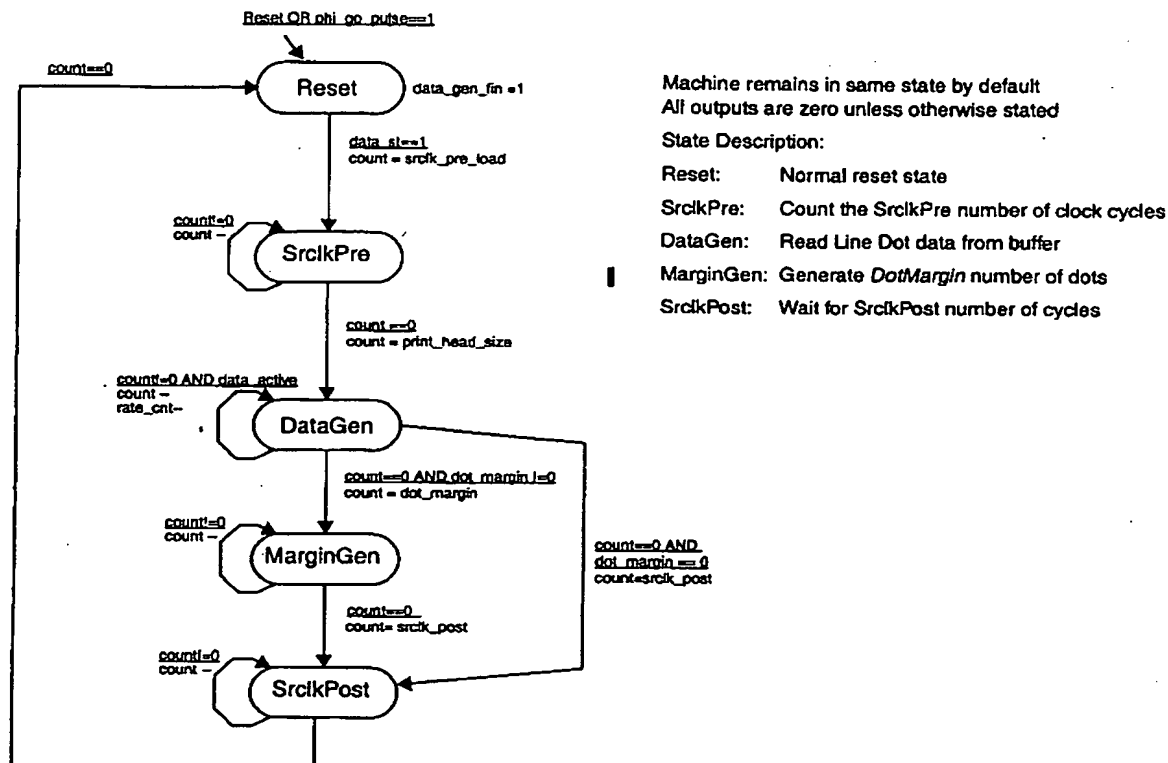 Reset OR phi_go_pulse==1
count==0
Reset
data_gen_fin =1
data_st==1
count = srclk_pre_load
count!=0
count –
SrclkPre
count ==0
count = print_head_size
count!=0 AND data_active
count –
rate_cnt–
DataGen
count==0 AND dot_margin !=0
count = dot_margin
count!=0
count –
MarginGen
count==0 AND
dot_margin == 0
count=srclk_post
count==0
count= srclk_post
count!=0
count –
SrclkPost
Machine remains in same state by default
All outputs are zero unless otherwise stated
State Description:
Reset: Normal reset state
SrclkPre: Count the SrclkPre number of clock cycles
DataGen: Read Line Dot data from buffer
MarginGen: Generate DotMargin number of dots
SrclkPost: Wait for SrclkPost number of cycles